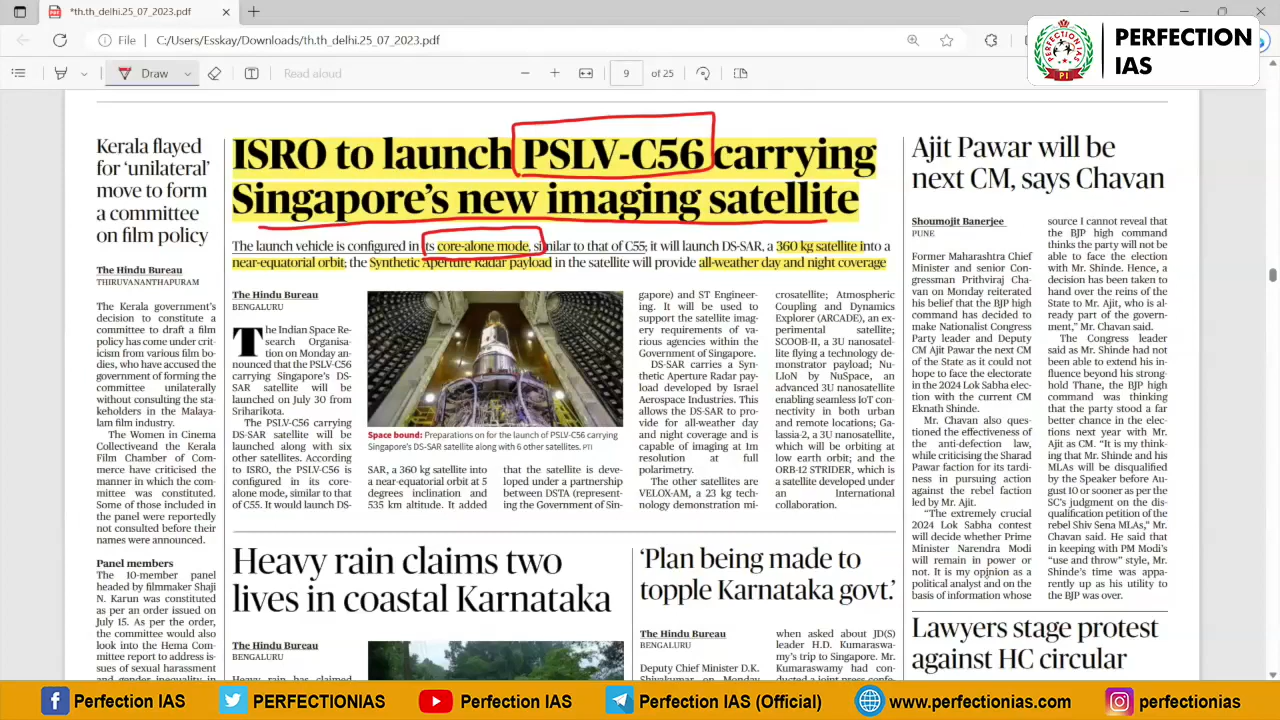 *th.th_delhi.25_07_2023.pdf
File
C:/Users/Esskay/Downloads/th.th_delhi.25_07_2023.pdf
PERFECTION
IAS
Draw
Read aloud
9
of 25
Kerala flayed
for ‘unilateral’
move to form
a committee
on film policy
The Hindu Bureau
THIRUVANANTHAPURAM
The Kerala government’s
decision to constitute a
committee to draft a film
policy has come under crit-
icism from various film bo-
dies, who have accused the
government of forming the
committee unilaterally
without consulting the sta-
keholders in the Malaya-
lam film industry.
The Women in Cinema
Collectiveand the Kerala
Film Chamber of Com-
merce have criticised the
manner in which the com-
mittee was constituted.
Some of those included in
the panel were reportedly
not consulted before their
names were announced.
Panel members
The 10-member panel
headed by filmmaker Shaji
N. Karun was constituted
as per an order issued on
July 15. As per the order,
the committee would also
look into the Hema Com-
mittee report to address is-
sues of sexual harassment
and gender inequality in
ISRO to launch PSLV-C56 carrying
Singapore’s new imaging satellite
The launch vehicle is configured in its core-alone mode, similar to that of C55; it will launch DS-SAR, a 360 kg satellite into a
near-equatorial orbit; the Synthetic Aperture Radar payload in the satellite will provide all-weather day and night coverage
The Hindu Bureau
BENGALURU
The Indian Space Re-
search Organisa-
tion on Monday an-
nounced that the PSLV-C56
carrying Singapore’s DS-
SAR satellite will be
launched on July 30 from
Sriharikota.
The PSLV-C56 carrying
DS-SAR satellite will be
launched along with six
other satellites. According
to ISRO, the PSLV-C56 is
configured in its core-
alone mode, similar to that
of C55. It would launch DS-
Space bound: Preparations on for the launch of PSLV-C56 carrying
Singapore’s DS-SAR satellite along with 6 other satellites. PTI
SAR, a 360 kg satellite into
a near-equatorial orbit at 5
degrees inclination and
535 km altitude. It added
that the satellite is deve-
loped under a partnership
between DSTA (represent-
ing the Government of Sin-
gapore) and ST Engineer-
ing. It will be used to
support the satellite imag-
ery requirements of va-
rious agencies within the
Government of Singapore.
DS-SAR carries a Syn-
thetic Aperture Radar pay-
load developed by Israel
Aerospace Industries. This
allows the DS-SAR to pro-
vide for all-weather day
and night coverage and is
capable of imaging at 1m
resolution at full
polarimetry.
The other satellites are
VELOX-AM, a 23 kg tech-
nology demonstration mi-
crosatellite; Atmospheric
Coupling and Dynamics
Explorer (ARCADE), an ex-
perimental satellite;
SCOOB-II, a 3U nanosatel-
lite flying a technology de-
monstrator payload; Nu-
LIoN by NuSpace, an
advanced 3U nanosatellite
enabling seamless IoT con-
nectivity in both urban
and remote locations; Ga-
lassia-2, a 3U nanosatellite,
which will be orbiting at
low earth orbit; and the
ORB-12 STRIDER, which is
a satellite developed under
an International
collaboration.
Ajit Pawar will be
next CM, says Chavan
Shoumojit Banerjee
PUNE
Former Maharashtra Chief
Minister and senior Con-
gressman Prithviraj Cha-
van on Monday reiterated
his belief that the BJP high
command has decided to
make Nationalist Congress
Party leader and Deputy
CM Ajit Pawar the next CM
of the State as it could not
hope to face the electorate
in the 2024 Lok Sabha elec-
tion with the current CM
Eknath Shinde.
Mr. Chavan also ques-
tioned the effectiveness of
the anti-defection law,
while criticising the Sharad
Pawar faction for its tardi-
ness in pursuing action
against the rebel faction
led by Mr. Ajit.
“The extremely crucial
2024 Lok Sabha contest
will decide whether Prime
Minister Narendra Modi
will remain in power or
not. It is my opinion as a
political analyst and on the
basis of information whose
source I cannot reveal that
the BJP high command
thinks the party will not be
able to face the election
with Mr. Shinde. Hence, a
decision has been taken to
hand over the reins of the
State to Mr. Ajit, who is al-
ready part of the govern-
ment,” Mr. Chavan said.
The Congress leader
said as Mr. Shinde had not
been able to extend his in-
fluence beyond his strong-
hold Thane, the BJP high
command was thinking
that the party stood a far
better chance in the elec-
tions next year with Mr.
Ajit as CM. “It is my think-
ing that Mr. Shinde and his
MLAs will be disqualified
by the Speaker before Au-
gust 10 or sooner as per the
SC’s judgment on the dis-
qualification petition of the
rebel Shiv Sena MLAs,” Mr.
Chavan said. He said that
in keeping with PM Modi’s
“use and throw” style, Mr.
Shinde’s time was appa-
rently up as his utility to
the BJP was over.
Heavy rain claims two
lives in coastal Karnataka
The Hindu Bureau
BENGALURU
Heavy rain has claimed
‘Plan being made to
topple Karnataka govt.’
The Hindu Bureau
BENGALURU
Deputy Chief Minister D.K.
Shivakumar on Monday
when asked about JD(S)
leader H.D. Kumaraswa-
my’s trip to Singapore. Mr.
Kumaraswamy had con-
ducted a joint press confe-
Lawyers stage protest
against HC circular
Perfection IAS
PERFECTIONIAS
Perfection IAS
Perfection IAS (Official)
www.perfectionias.com
perfectionias